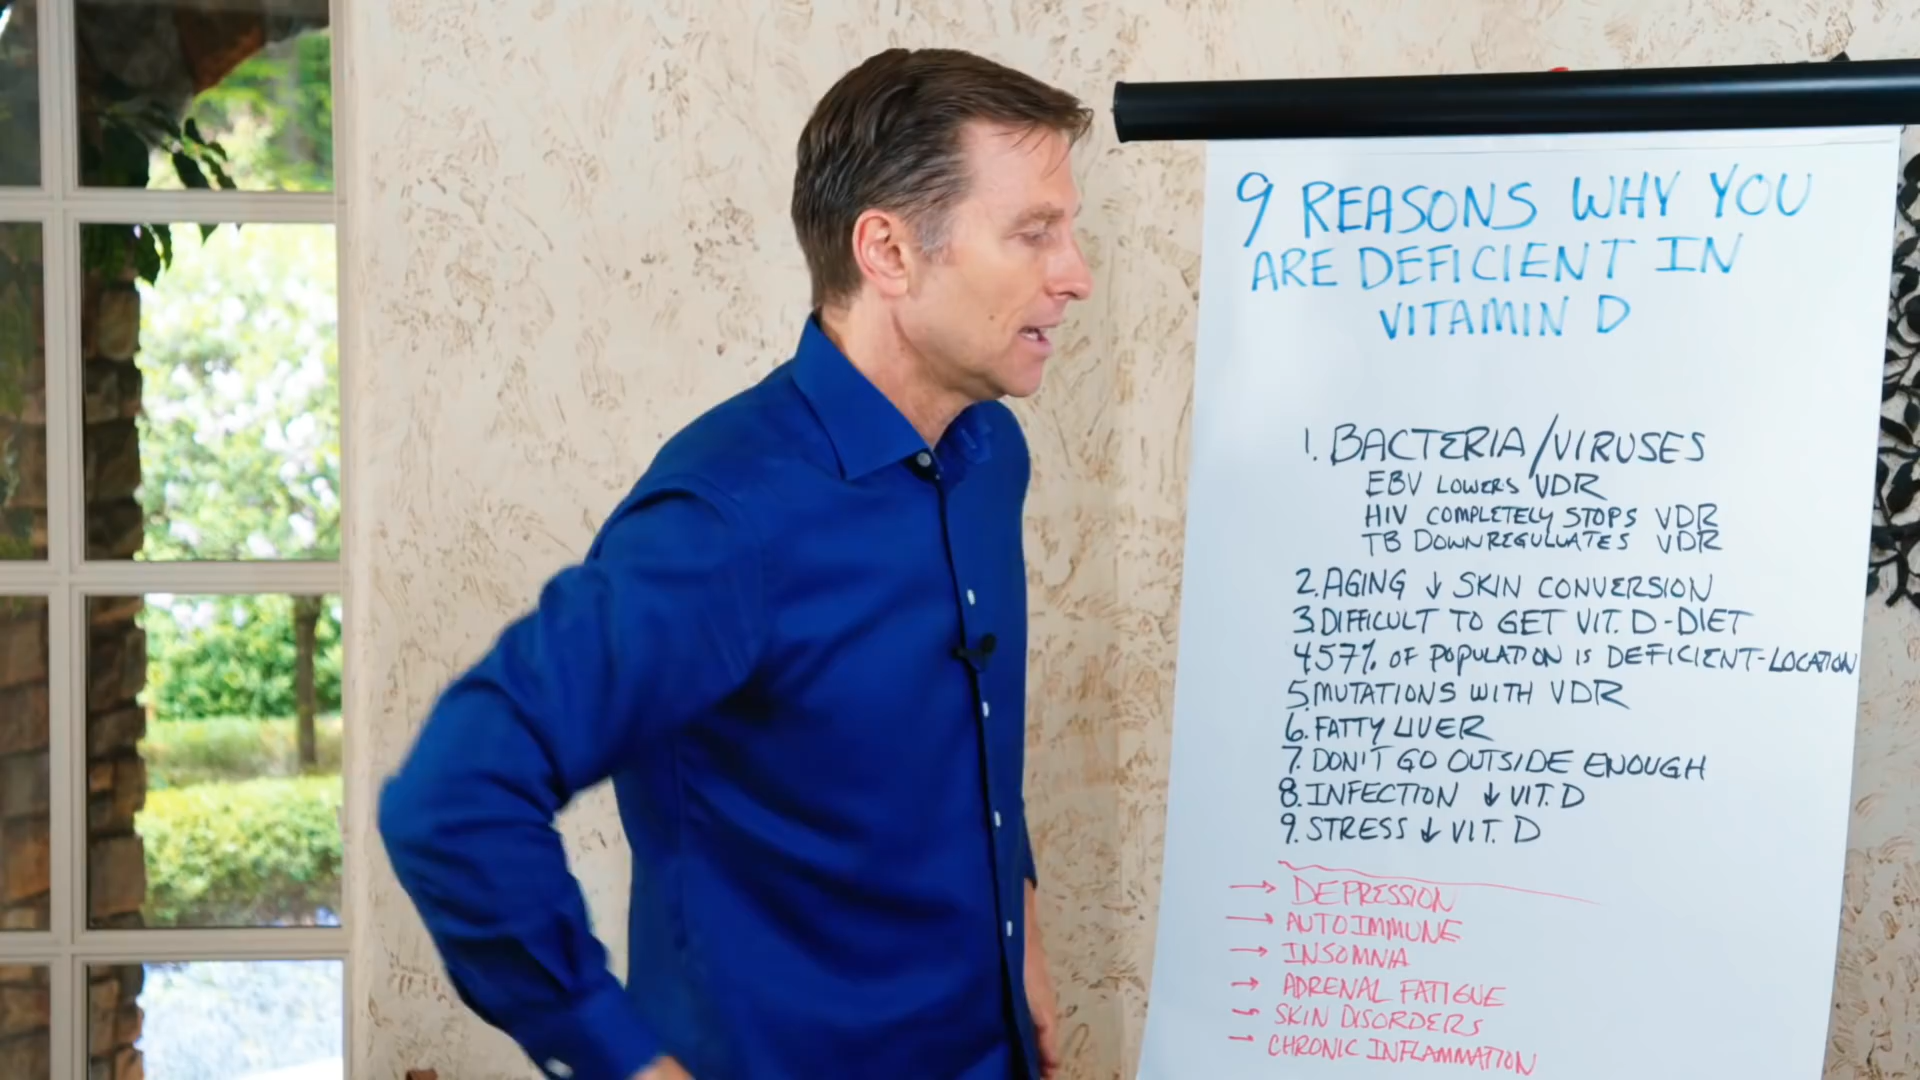 9 REASONS WHY YOU
ARE DEFICIENT IN
VITAMIN D
1. BACTERIA/VIRUSES
EBV LOWERS VDR
HIV COMPLETELY STOPS VDR
TB DOWNREGULUATES VDR
2. AGING ↓ SKIN CONVERSION
3. DIFFICULT TO GET VIT. D-DIET
4. 57% OF POPULATION IS DEFICIENT-LOCATION
5. MUTATIONS WITH VDR
6. FATTY LIVER
7. DON'T GO OUTSIDE ENOUGH
8. INFECTION ↓ VIT. D
9. STRESS ↓ VIT. D
→ DEPRESSION
→ AUTOIMMUNE
→ INSOMNIA
→ ADRENAL FATIGUE
→ SKIN DISORDERS
→ CHRONIC INFLAMMATION